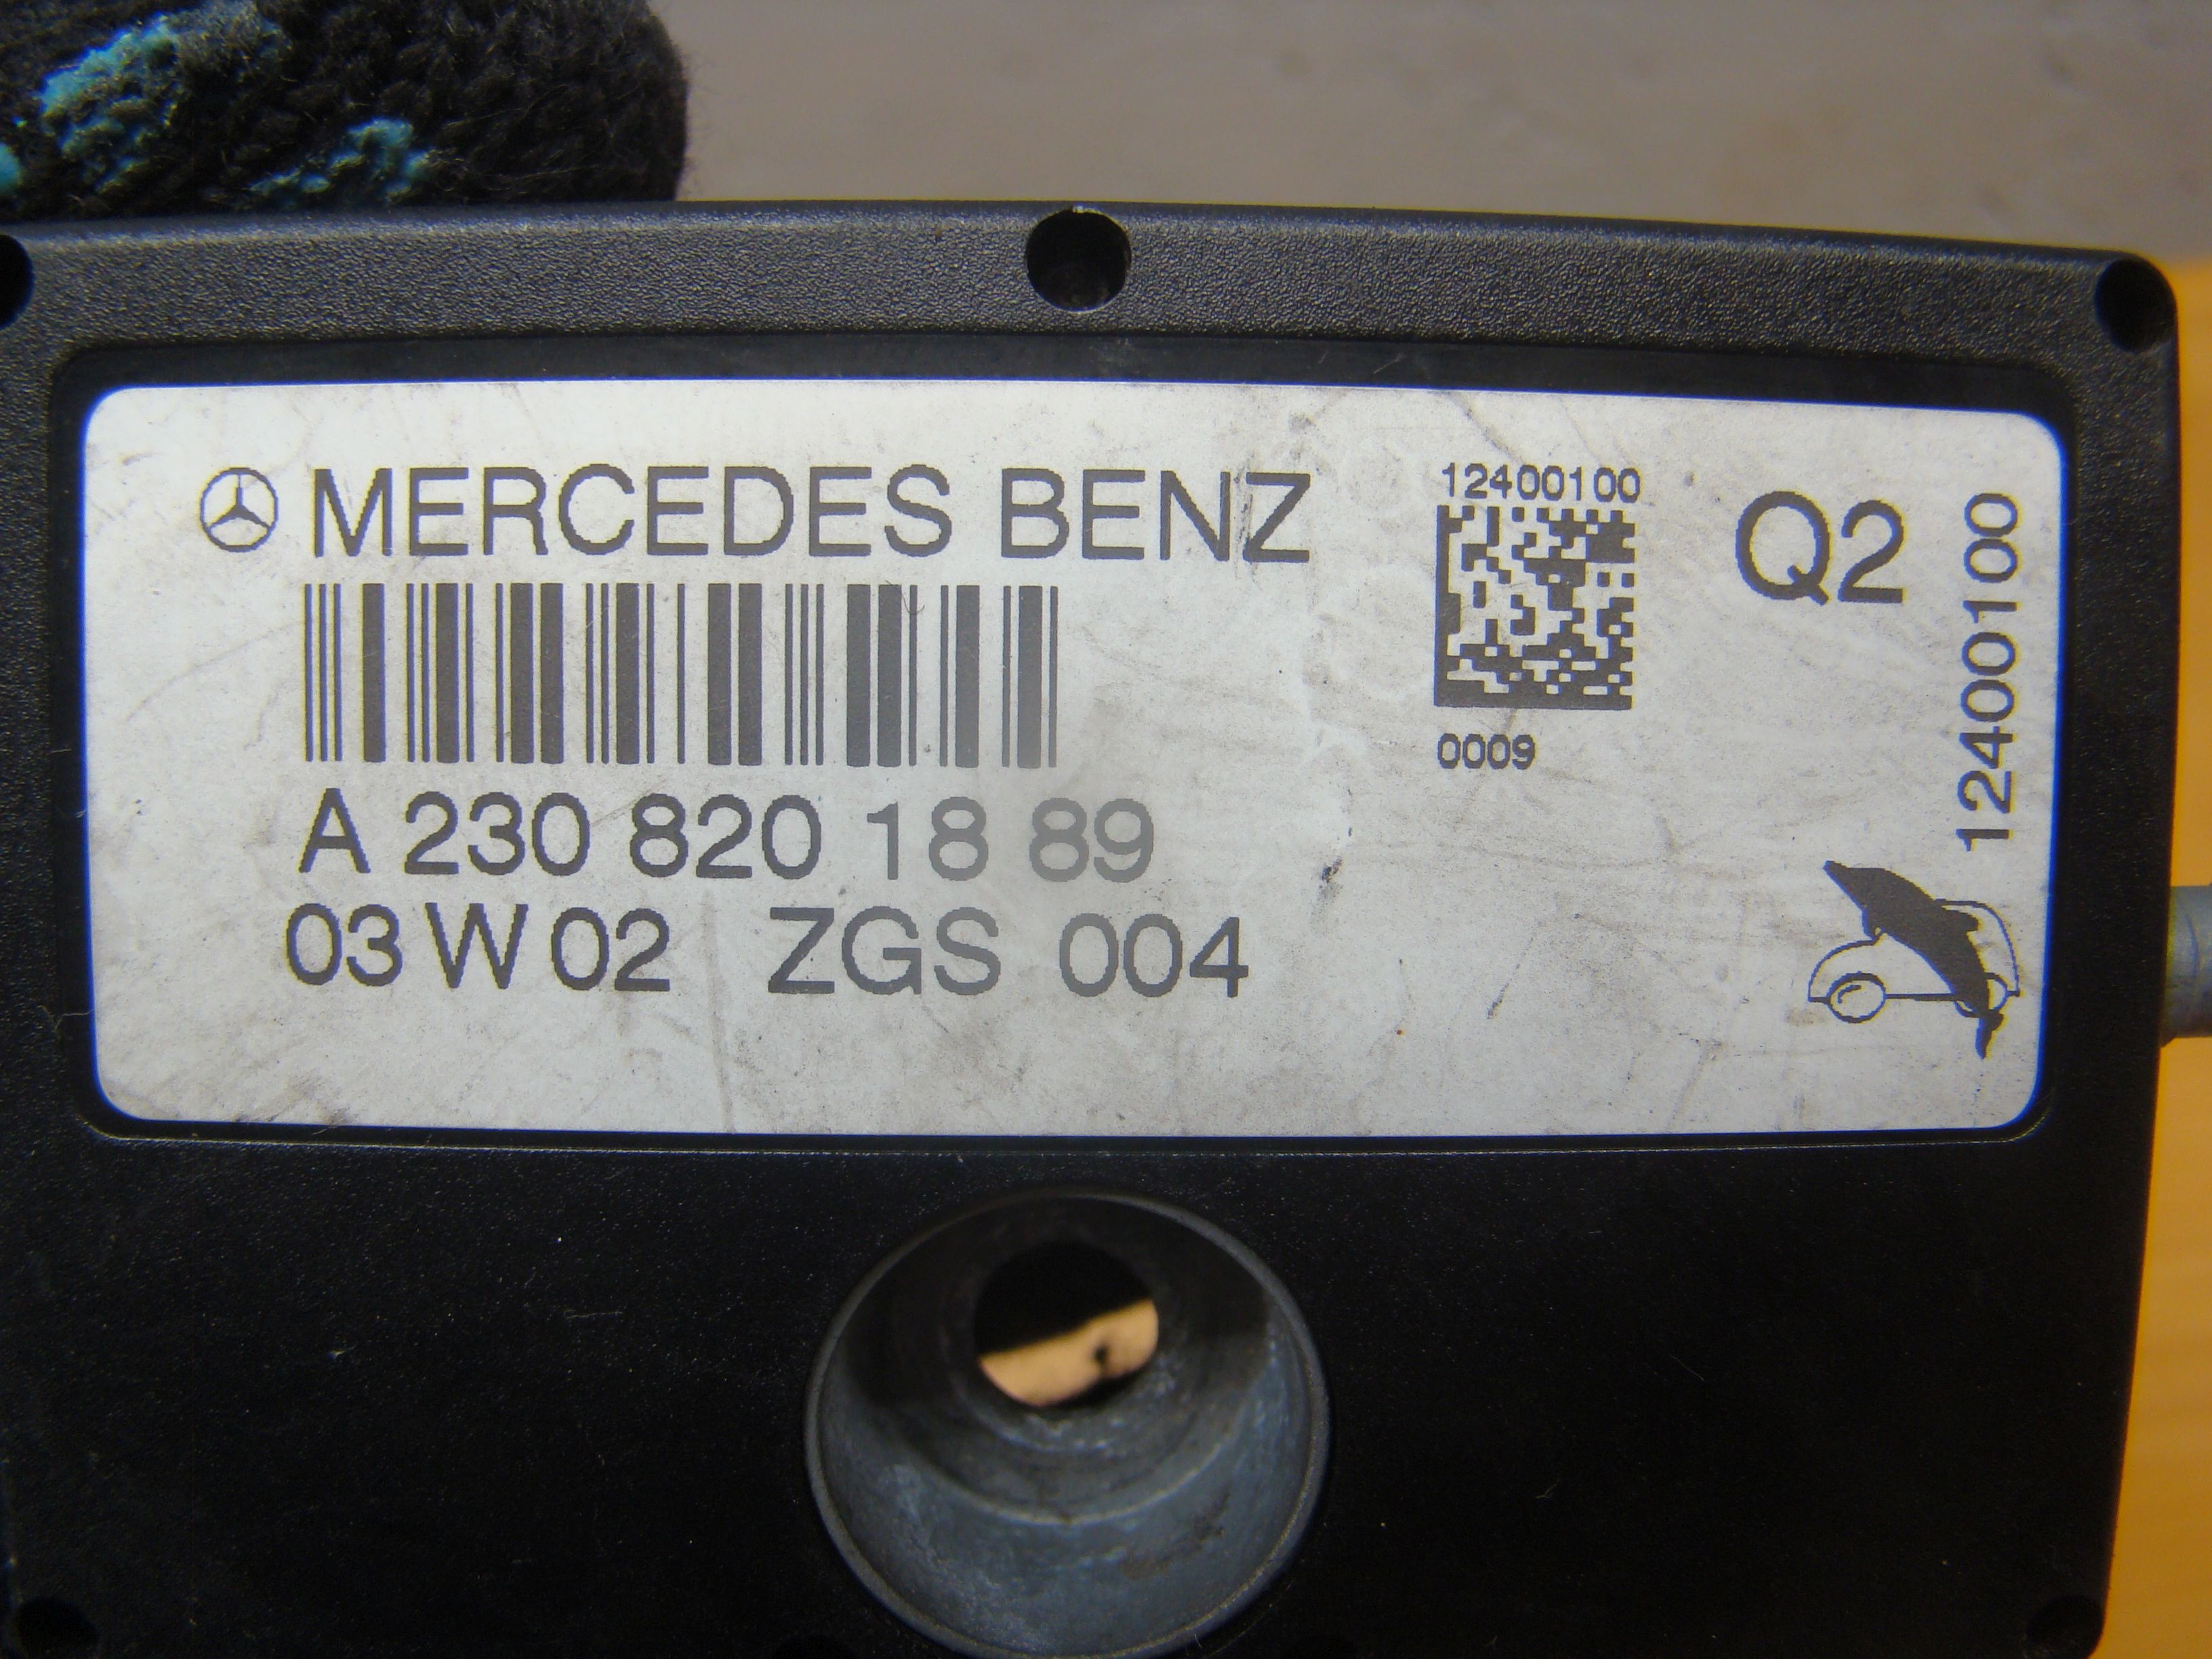 MERCEDES BENZ
A 230 820 18 89
03 W 02 ZGS 004
12400100
0009
Q2
12400100